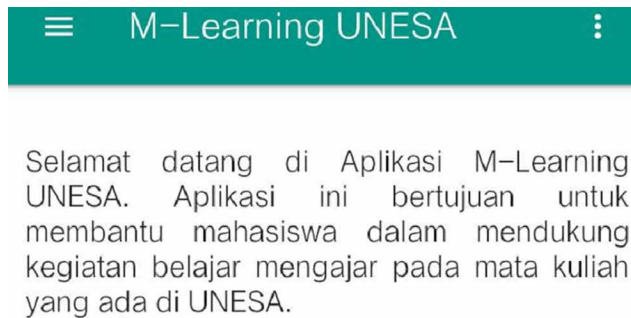 M-Learning UNESA
Selamat datang di Aplikasi M-Learning
UNESA. Aplikasi ini bertujuan untuk
membantu mahasiswa dalam mendukung
kegiatan belajar mengajar pada mata kuliah
yang ada di UNESA.